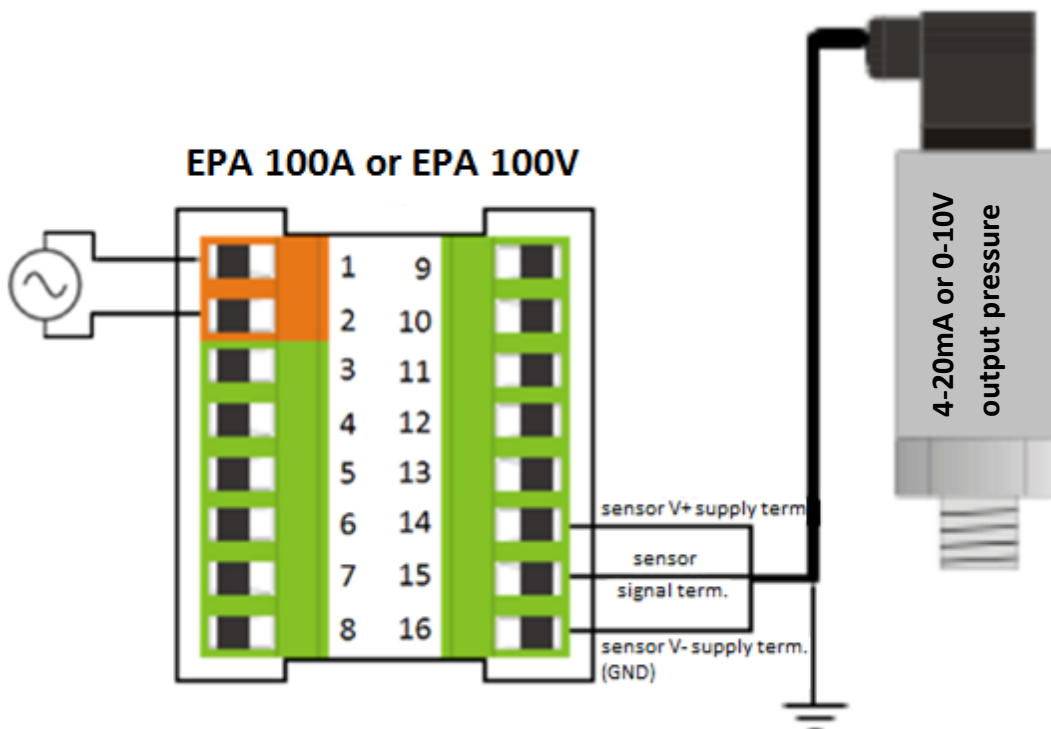 EPA 100A or EPA 100V
1 9
2 10
3 11
4 12
5 13
6 14
7 15
8 16
sensor V+ supply term
sensor
signal term.
sensor V- supply term.
(GND)
4-20mA or 0-10V
output pressure